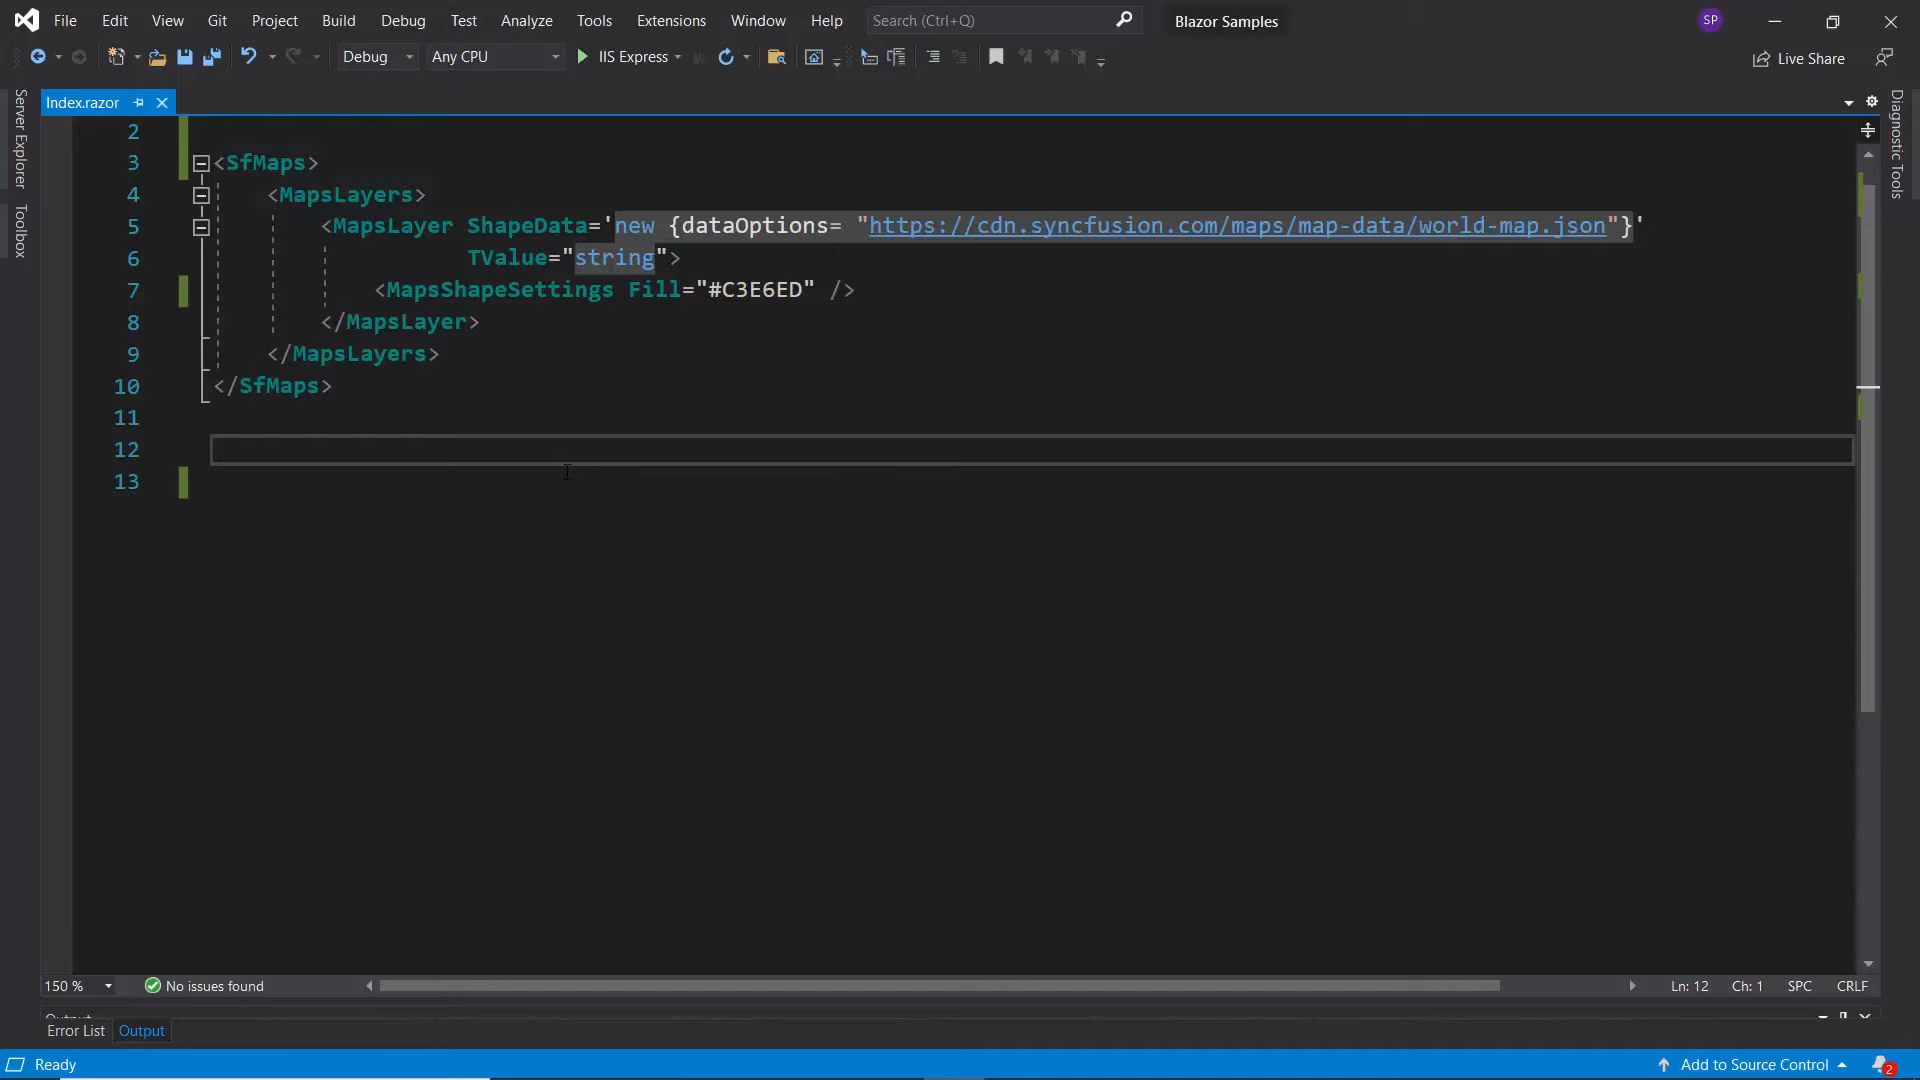 File Edit View Git Project Build Debug Test Analyze Tools Extensions Window Help Search (Ctrl+Q) Blazor Samples SP
Debug Any CPU IIS Express Live Share
Server Explorer
Toolbox
Index.razor
Diagnostic Tools
2
3 <SfMaps>
4 <MapsLayers>
5 <MapsLayer ShapeData='new {dataOptions= "https://cdn.syncfusion.com/maps/map-data/world-map.json"}'
6 TValue="string">
7 <MapsShapeSettings Fill="#C3E6ED" />
8 </MapsLayer>
9 </MapsLayers>
10 </SfMaps>
11
12
13
150 % No issues found Ln: 12 Ch: 1 SPC CRLF
Output
Error List Output
Ready Add to Source Control 2